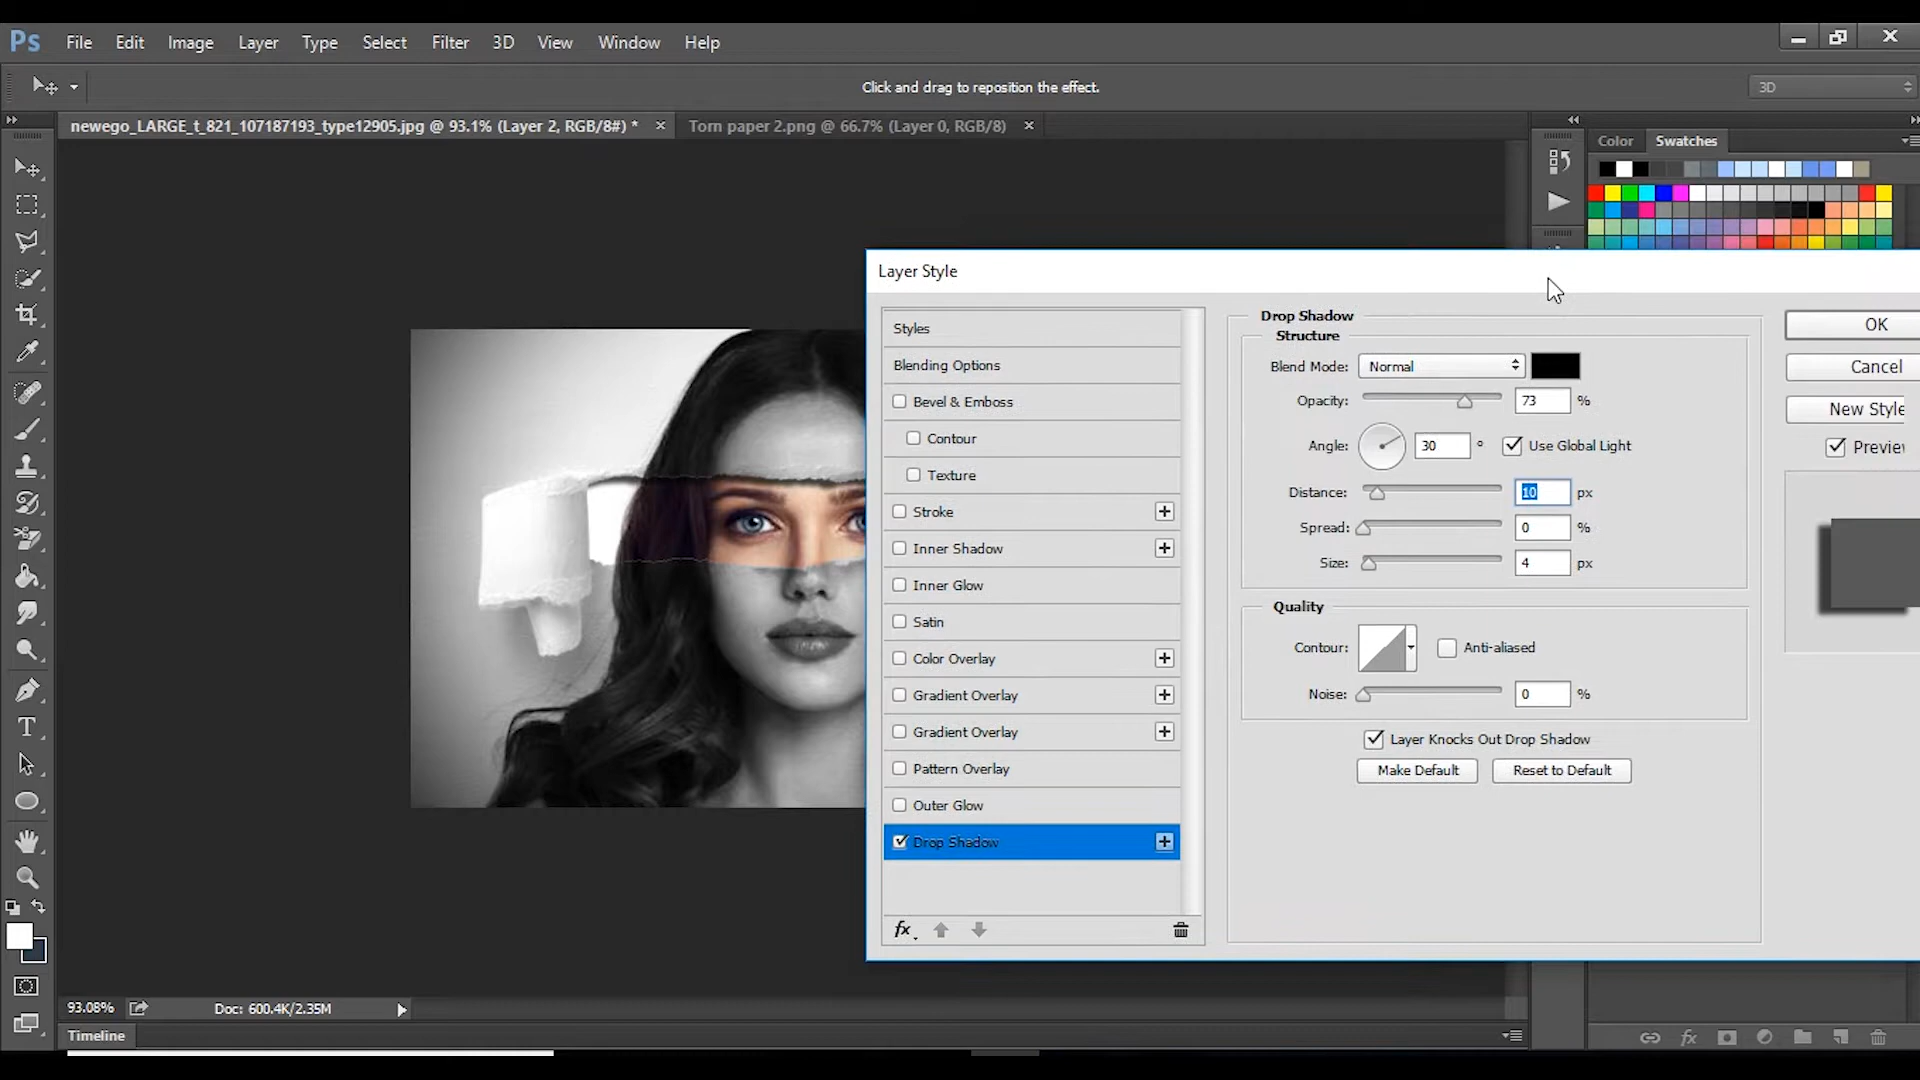 Ps File Edit Image Layer Type Select Filter 3D View Window Help
Click and drag to reposition the effect.
3D
newego_LARGE_t_821_107187193_type12905.jpg @ 93.1% (Layer 2, RGB/8#) *
Torn paper 2.png @ 66.7% (Layer 0, RGB/8)
Color Swatches
Layer Style
Styles
Blending Options
Bevel & Emboss
Contour
Texture
Stroke
Inner Shadow
Inner Glow
Satin
Color Overlay
Gradient Overlay
Gradient Overlay
Pattern Overlay
Outer Glow
Drop Shadow
fx
Drop Shadow
Structure
Blend Mode: Normal
Opacity: 73 %
Angle: 30 ° Use Global Light
Distance: 10 px
Spread: 0 %
Size: 4 px
Quality
Contour: Anti-aliased
Noise: 0 %
Layer Knocks Out Drop Shadow
Make Default Reset to Default
OK
Cancel
New Style
Preview
T
93.08% Doc: 600.4K/2.35M
Timeline
fx